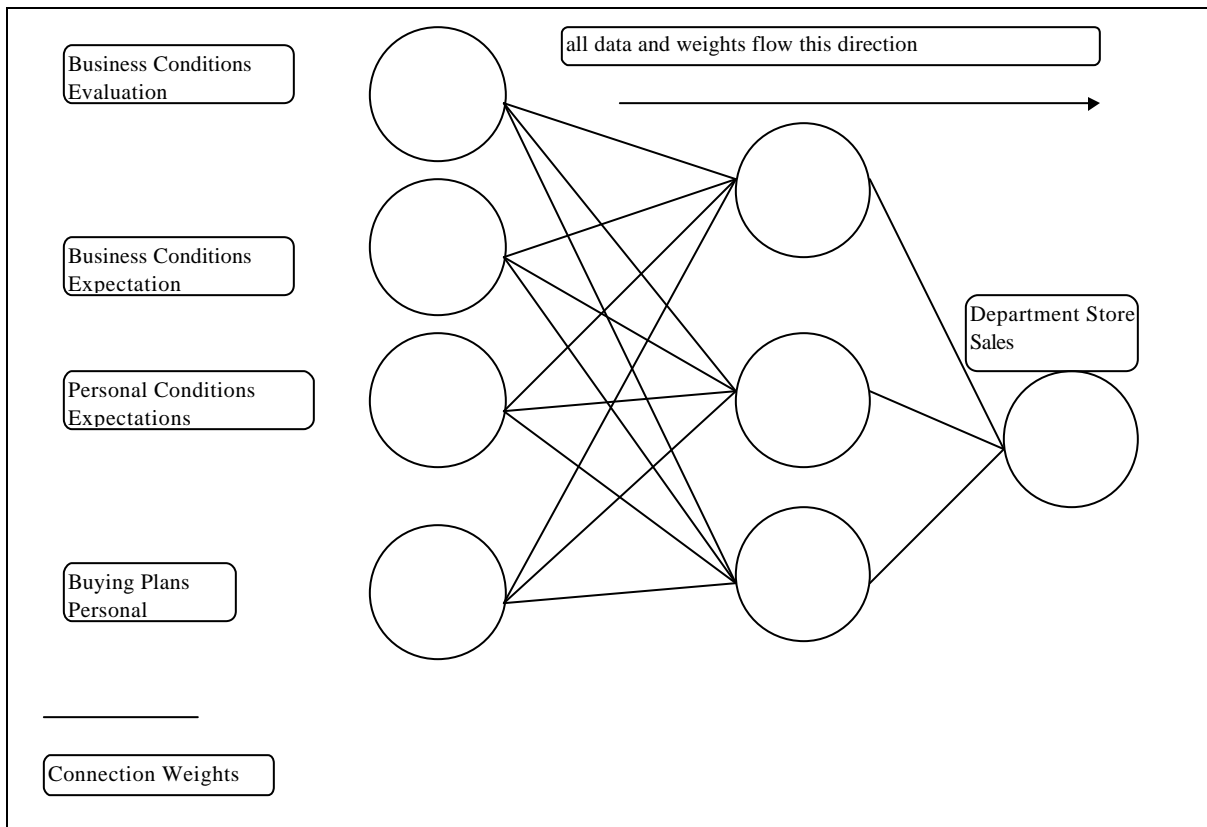 Business Conditions
Evaluation
all data and weights flow this direction
Business Conditions
Expectation
Department Store
Sales
Personal Conditions
Expectations
Buying Plans
Personal
Connection Weights